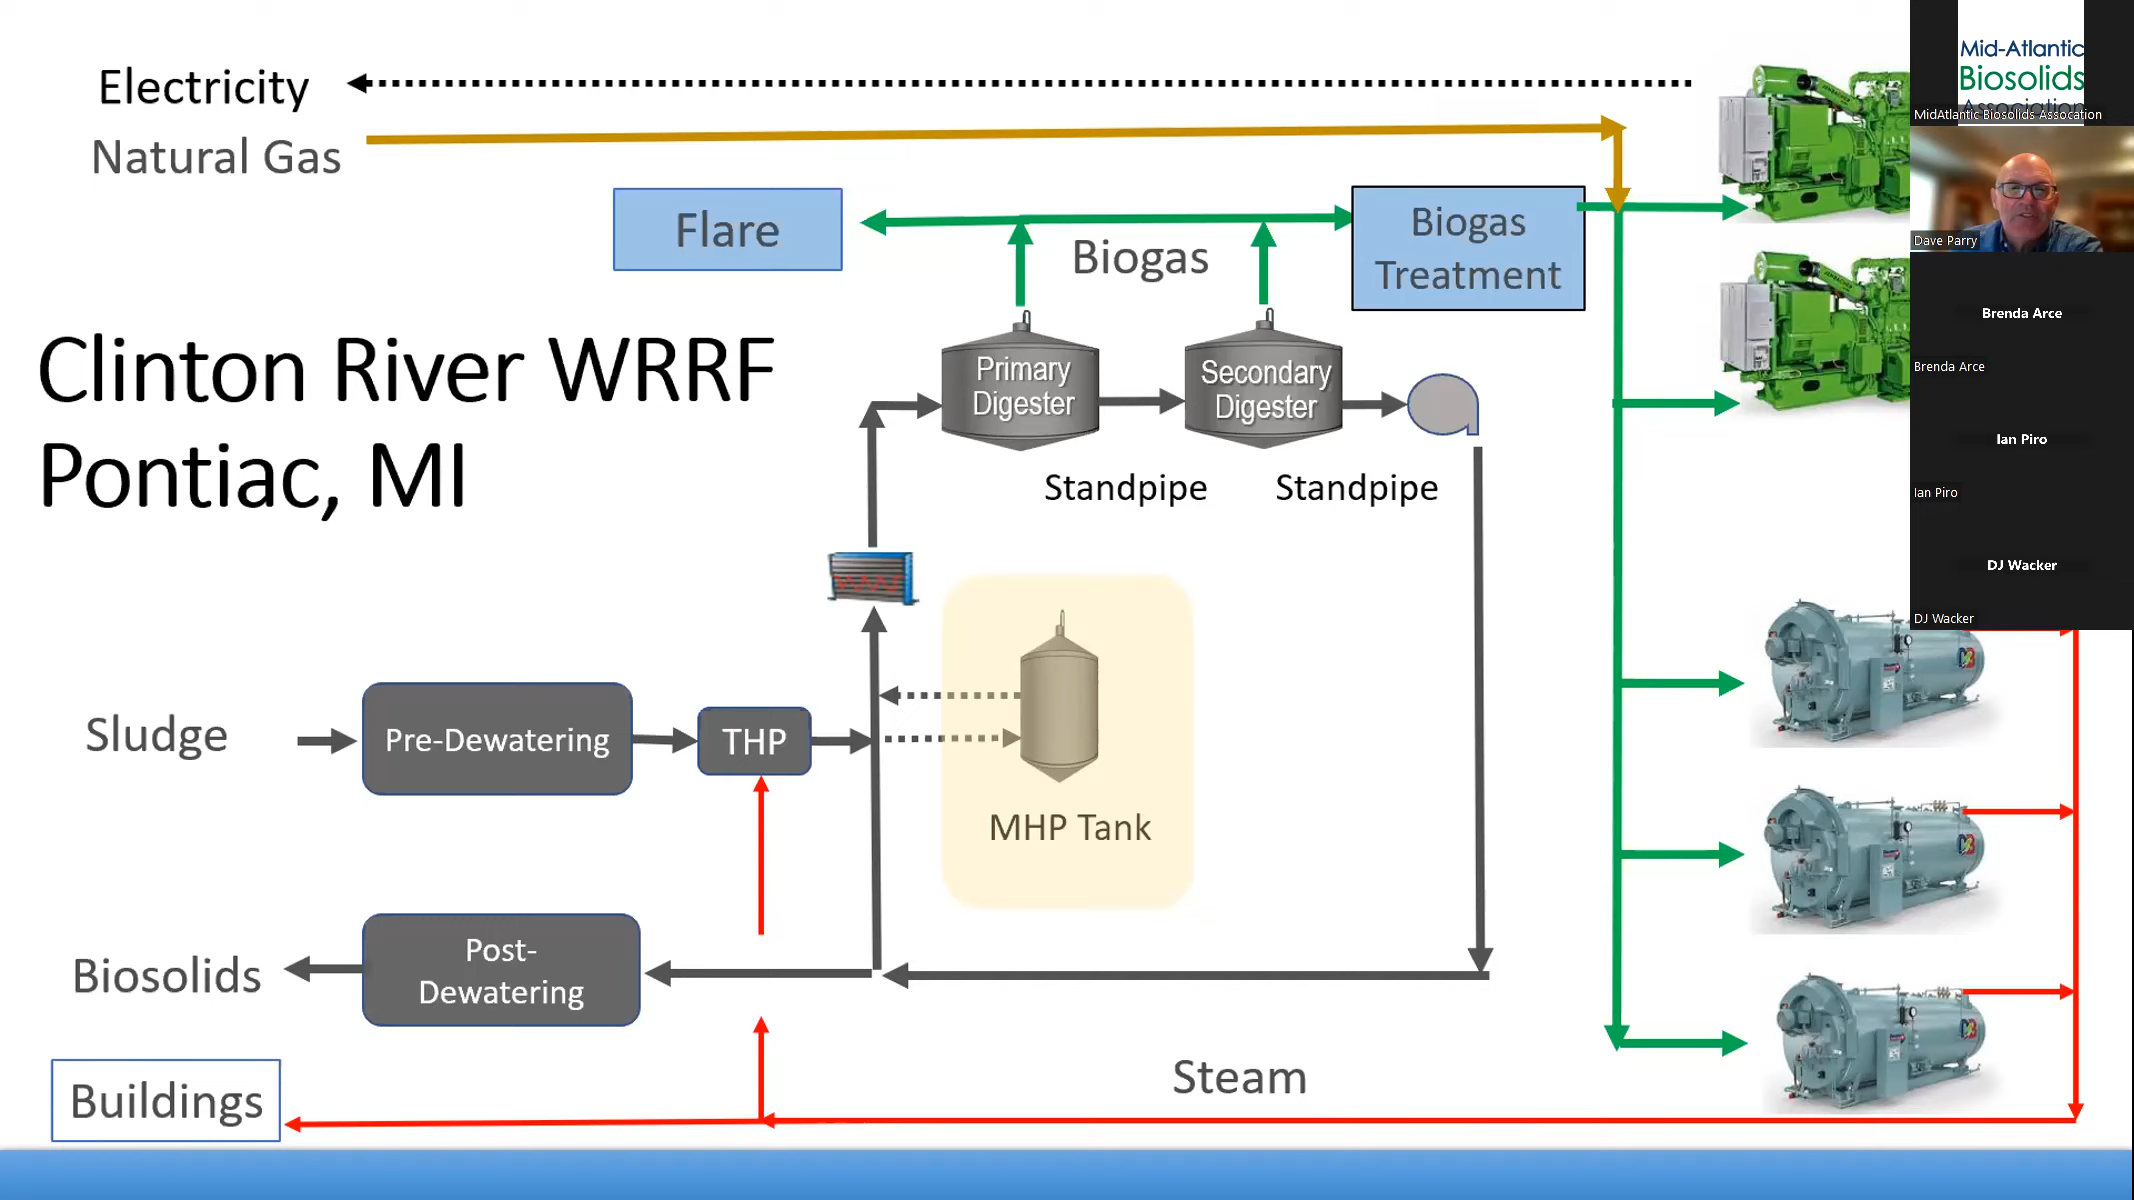 Electricity
Natural Gas
Flare
Biogas
Biogas
Treatment
Clinton River WRRF
Pontiac, MI
Primary
Digester
Secondary
Digester
Standpipe
Standpipe
Sludge
Pre-Dewatering
THP
MHP Tank
Biosolids
Post-
Dewatering
Buildings
Steam
Mid-Atlantic
Biosolids
Association
MidAtlantic Biosolids Assocation
Dave Parry
Brenda Arce
Brenda Arce
Ian Piro
Ian Piro
DJ Wacker
DJ Wacker